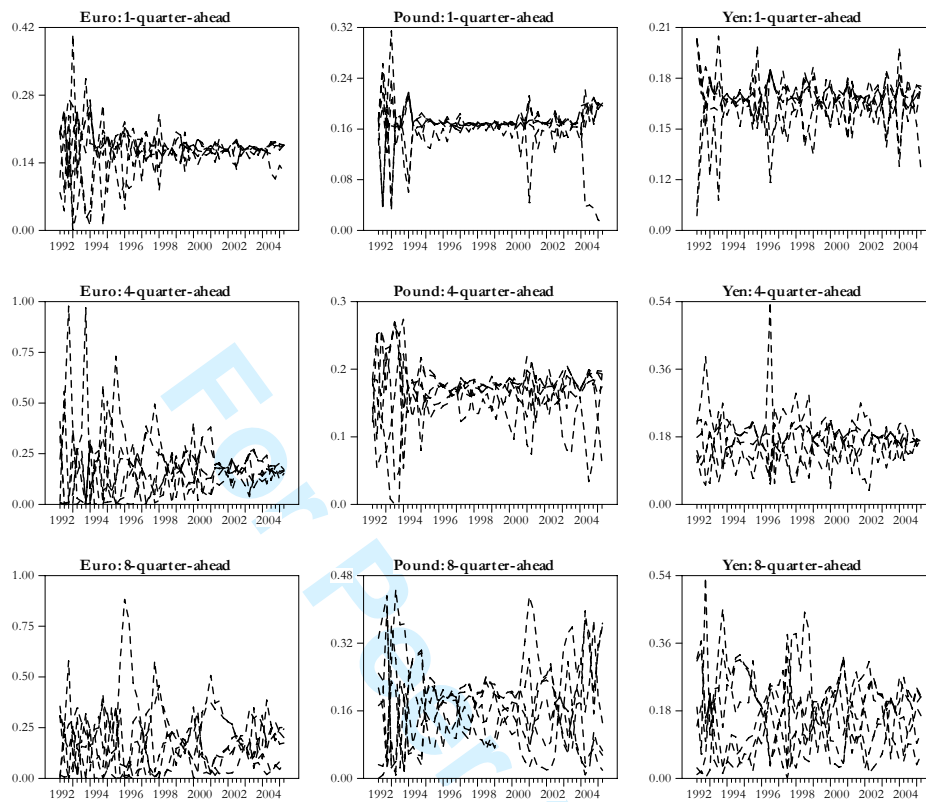 Euro: 1-quarter-ahead
0.42
0.28
0.14
0.00
1992 1994 1996 1998 2000 2002 2004
Pound: 1-quarter-ahead
0.32
0.24
0.16
0.08
0.00
1992 1994 1996 1998 2000 2002 2004
Yen: 1-quarter-ahead
0.21
0.18
0.15
0.12
0.09
1992 1994 1996 1998 2000 2002 2004
Euro: 4-quarter-ahead
1.00
0.75
0.50
0.25
0.00
1992 1994 1996 1998 2000 2002 2004
Pound: 4-quarter-ahead
0.3
0.2
0.1
0.0
1992 1994 1996 1998 2000 2002 2004
Yen: 4-quarter-ahead
0.54
0.36
0.18
0.00
1992 1994 1996 1998 2000 2002 2004
Euro: 8-quarter-ahead
1.00
0.75
0.50
0.25
0.00
1992 1994 1996 1998 2000 2002 2004
Pound: 8-quarter-ahead
0.48
0.32
0.16
0.00
1992 1994 1996 1998 2000 2002 2004
Yen: 8-quarter-ahead
0.54
0.36
0.18
0.00
1992 1994 1996 1998 2000 2002 2004
For Peer